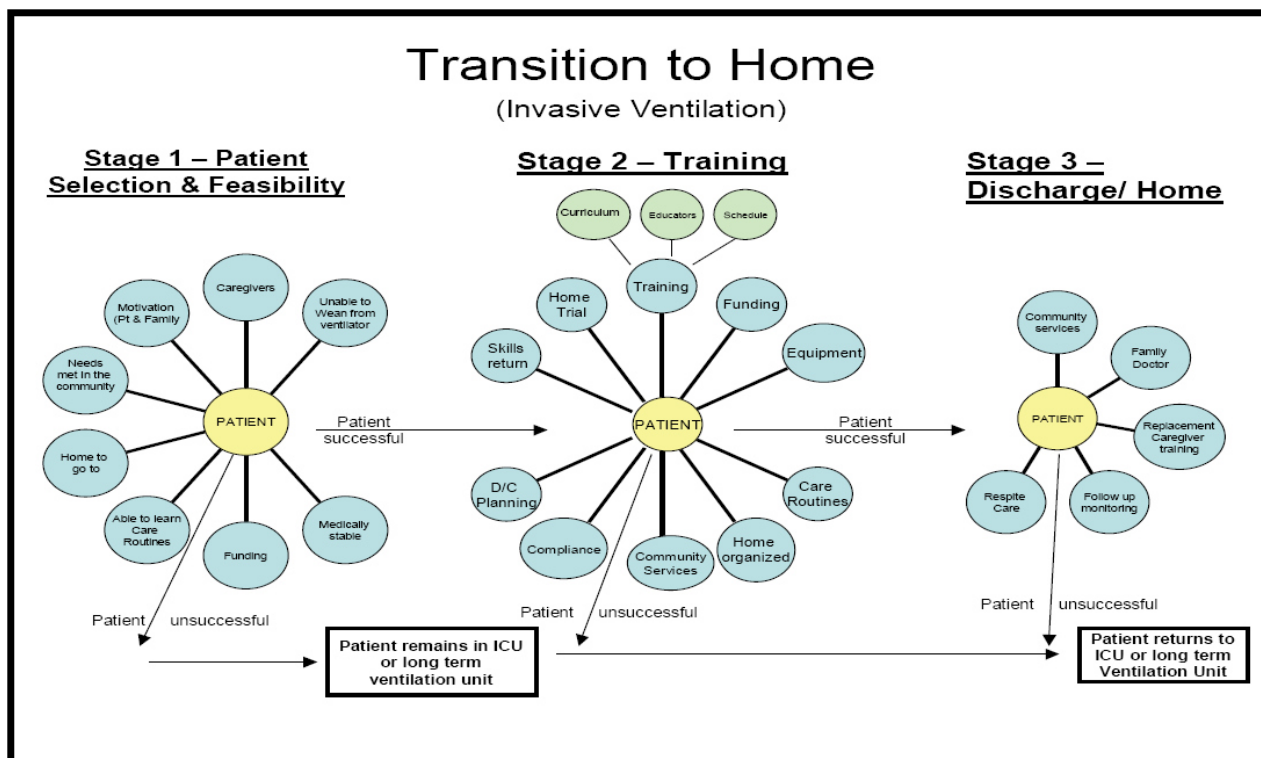 Transition to Home
(Invasive Ventilation)
Stage 1 – Patient
Selection & Feasibility
Caregivers
Motivation
(Pt & Family
Unable to
Wean from
ventilator
Needs
met in the
community
PATIENT
Home to
go to
Able to learn
Care
Routines
Funding
Medically
stable
Patient
successful
Patient unsuccessful
Patient remains in ICU
or long term
ventilation unit
Stage 2 – Training
Curriculum
Educators
Schedule
Training
Home
Trial
Funding
Skills
return
Equipment
PATIENT
D/C
Planning
Care
Routines
Compliance
Community
Services
Home
organized
Patient
successful
Patient unsuccessful
Stage 3 –
Discharge/ Home
Community
services
Family
Doctor
PATIENT
Replacement
Caregiver
training
Respite
Care
Follow up
monitoring
Patient unsuccessful
Patient returns to
ICU or long term
Ventilation Unit